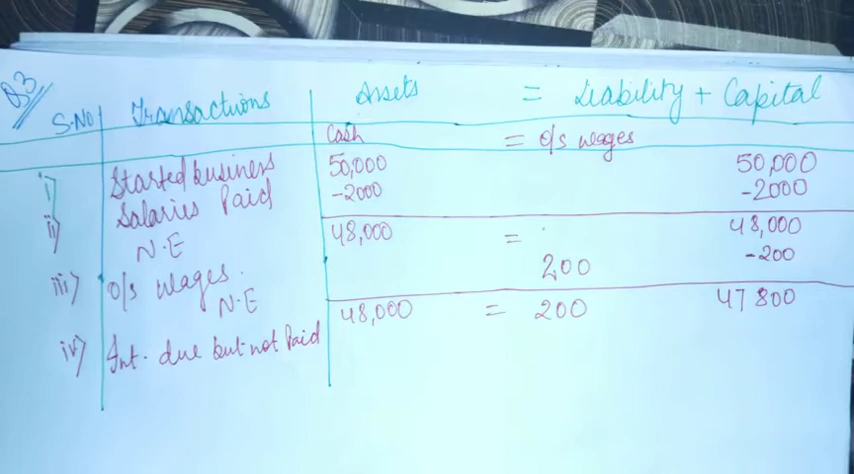 Q3
S.No Transactions Assets = Liability + Capital
Cash = o/s wages
i) Started business 50,000 50,000
ii) Salaries Paid -2000 -2000
N.E 48,000 = 48,000
iii) o/s wages. 200 -200
N.E 48,000 = 200 47800
iv) Int. due but not Paid